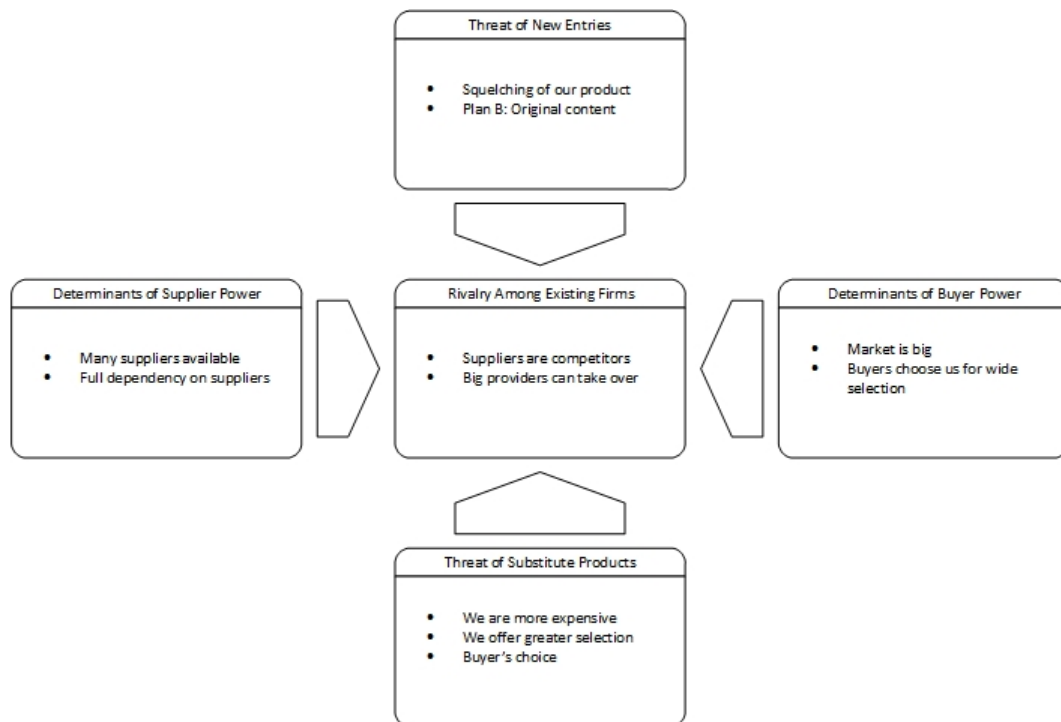 Threat of New Entries
• Squelching of our product
• Plan B: Original content
Determinants of Supplier Power
• Many suppliers available
• Full dependency on suppliers
Rivalry Among Existing Firms
• Suppliers are competitors
• Big providers can take over
Determinants of Buyer Power
• Market is big
• Buyers choose us for wide
selection
Threat of Substitute Products
• We are more expensive
• We offer greater selection
• Buyer's choice